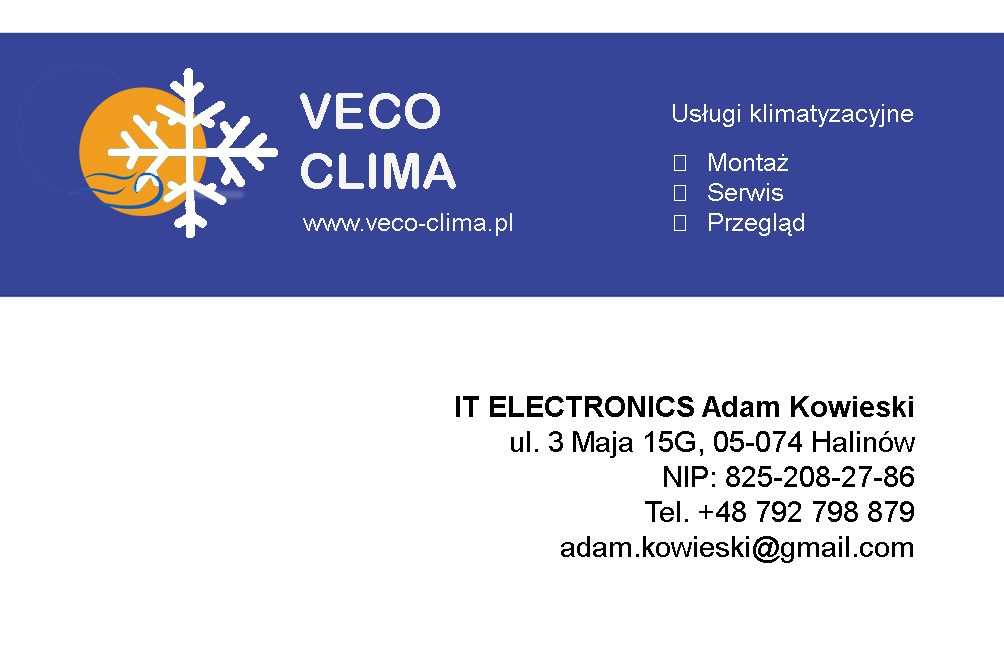 VECO
CLIMA
www.veco-clima.pl
Usługi klimatyzacyjne
Montaż
Serwis
Przegląd
IT ELECTRONICS Adam Kowieski
ul. 3 Maja 15G, 05-074 Halinów
NIP: 825-208-27-86
Tel. +48 792 798 879
adam.kowieski@gmail.com